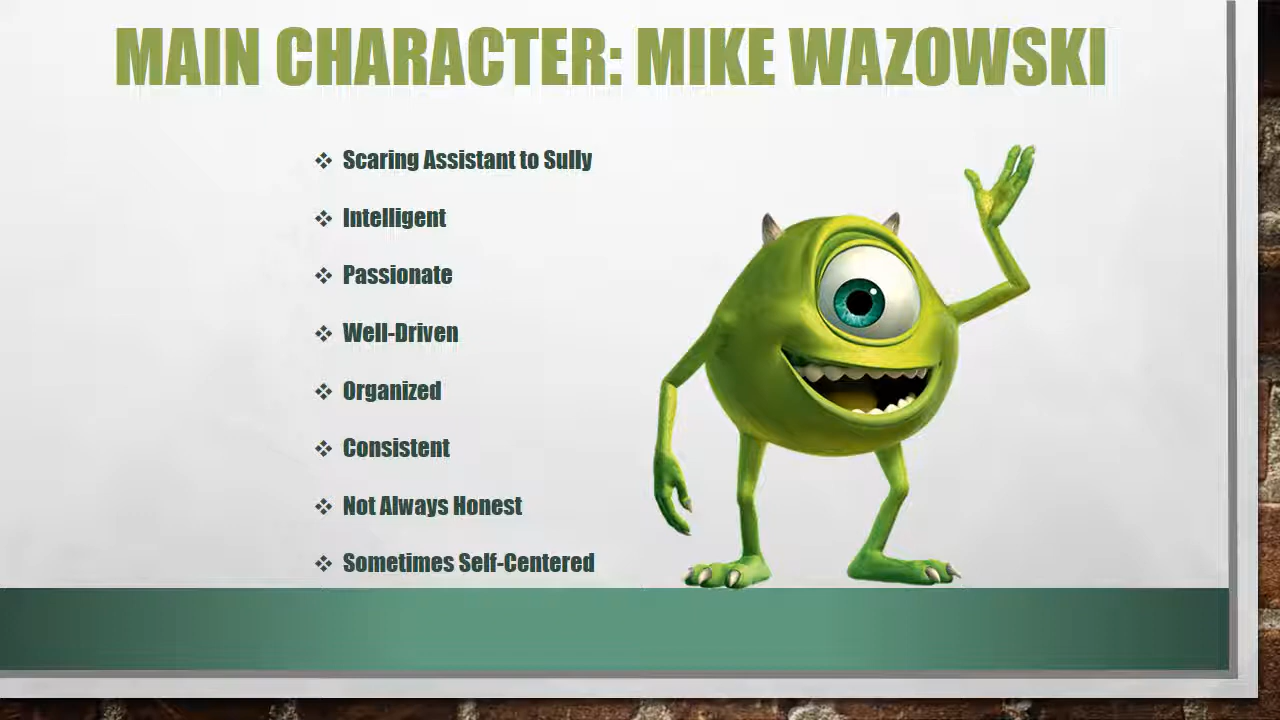 MAIN CHARACTER: MIKE WAZOWSKI
Scaring Assistant to Sully
Intelligent
Passionate
Well-Driven
Organized
Consistent
Not Always Honest
Sometimes Self-Centered